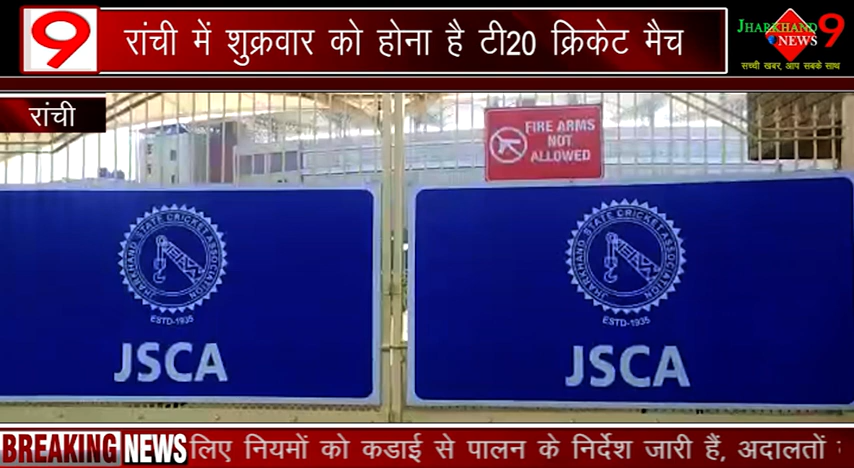 9
रांची में शुक्रवार को होना है टी20 क्रिकेट मैच
JHARKHAND 9
NEWS
सच्ची खबर, आप सबके साथ
रांची
FIRE ARMS
NOT
ALLOWED
JHARKHAND STATE CRICKET ASSOCIATION
ESTD-1935
JSCA
JHARKHAND STATE CRICKET ASSOCIATION
ESTD-1935
JSCA
BREAKING NEWS लिए नियमों को कडाई से पालन के निर्देश जारी हैं, अदालतों